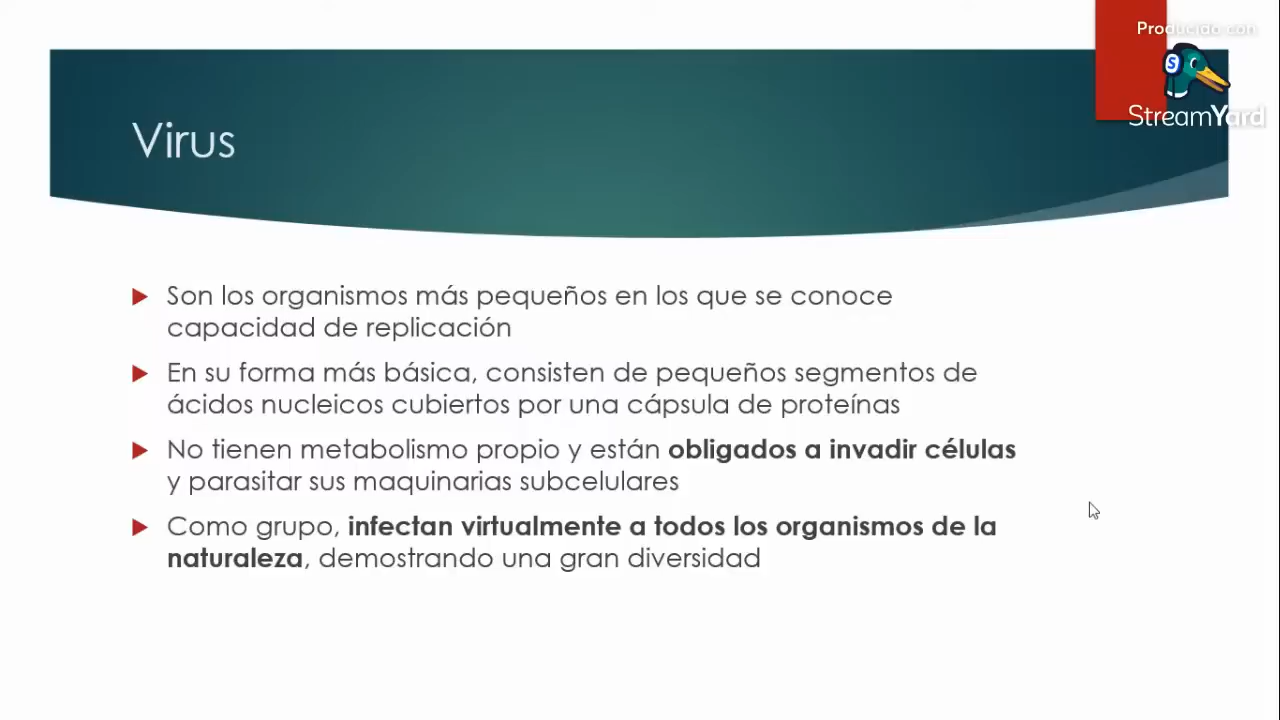 Producido con
StreamYard
Virus
Son los organismos más pequeños en los que se conoce
capacidad de replicación
En su forma más básica, consisten de pequeños segmentos de
ácidos nucleicos cubiertos por una cápsula de proteínas
No tienen metabolismo propio y están obligados a invadir células
y parasitar sus maquinarias subcelulares
Como grupo, infectan virtualmente a todos los organismos de la
naturaleza, demostrando una gran diversidad